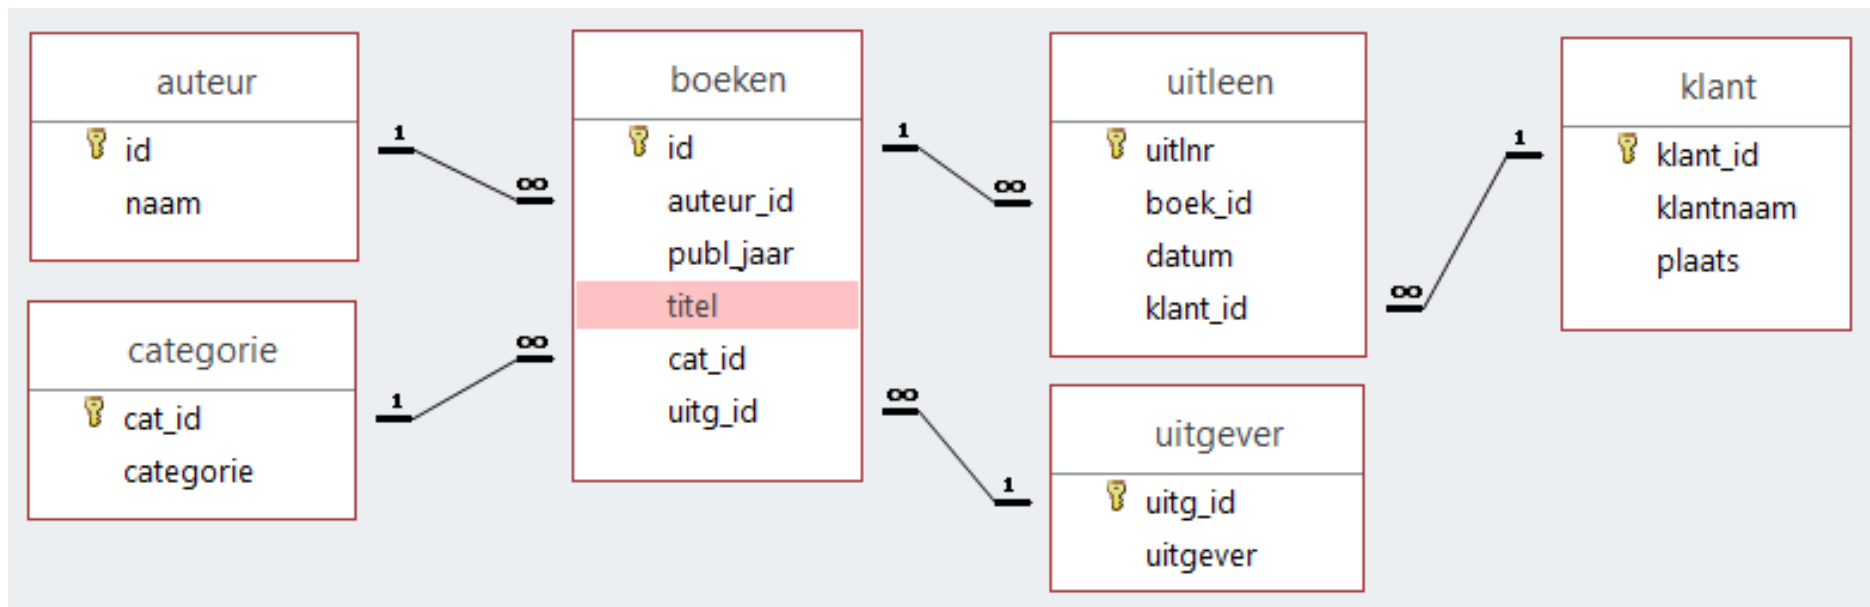 auteur
id
naam
categorie
cat_id
categorie
1
∞
∞
1
boeken
id
auteur_id
publ_jaar
titel
cat_id
uitg_id
1
∞
∞
1
uitleen
uitlnr
boek_id
datum
klant_id
uitgever
uitg_id
uitgever
1
∞
klant
klant_id
klantnaam
plaats